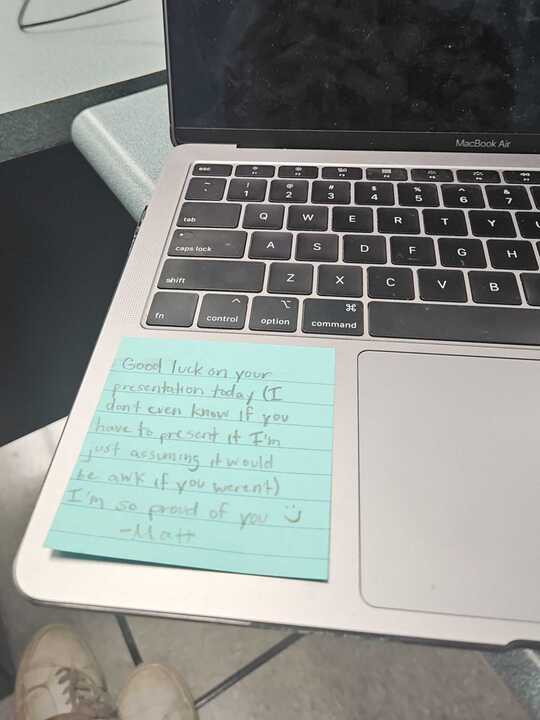 MacBook Air
esc
~ ` ! 1 @ 2 # 3 $ 4 % 5 ^ 6 & 7
tab Q W E R T Y U
caps lock A S D F G H
shift Z X C V B
fn control option command
Good luck on your
presentation today (I
dont even know if you
have to present it I'm
just assuming it would
be awk if you werent)
I'm so proud of you :)
-Matt